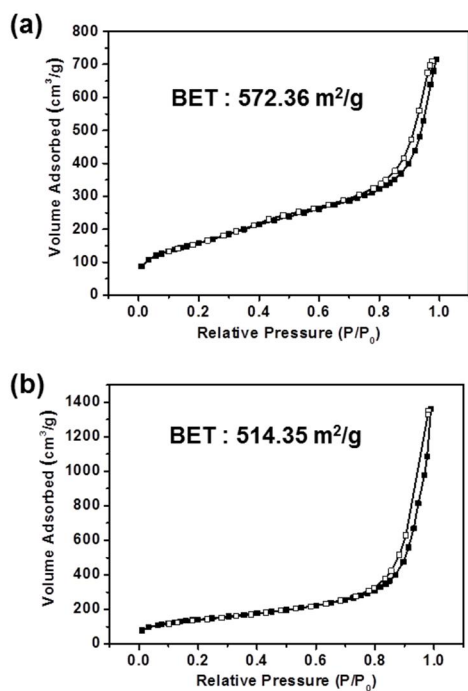 (a)
800
700
600
500
400
300
200
100
0
BET : 572.36 m²/g
Volume Adsorbed (cm³/g)
0.0 0.2 0.4 0.6 0.8 1.0
Relative Pressure (P/P₀)
(b)
1400
1200
1000
800
600
400
200
0
BET : 514.35 m²/g
Volume Adsorbed (cm³/g)
0.0 0.2 0.4 0.6 0.8 1.0
Relative Pressure (P/P₀)